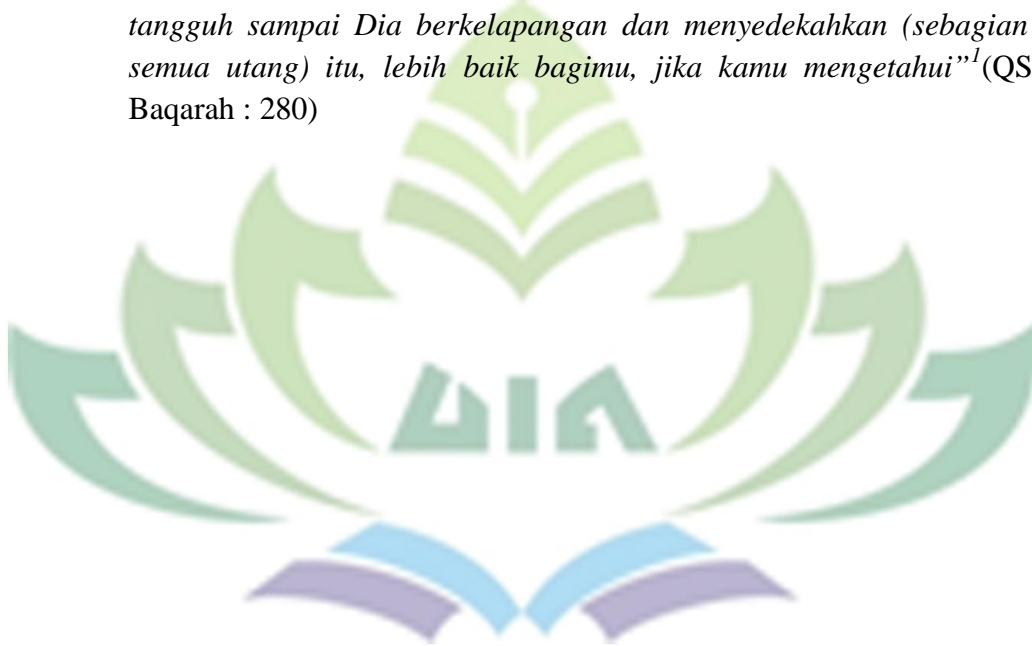 tangguh sampai Dia berkelapangan dan menyedekahkan (sebagian
semua utang) itu, lebih baik bagimu, jika kamu mengetahui”¹(QS
Baqarah : 280)
UIN